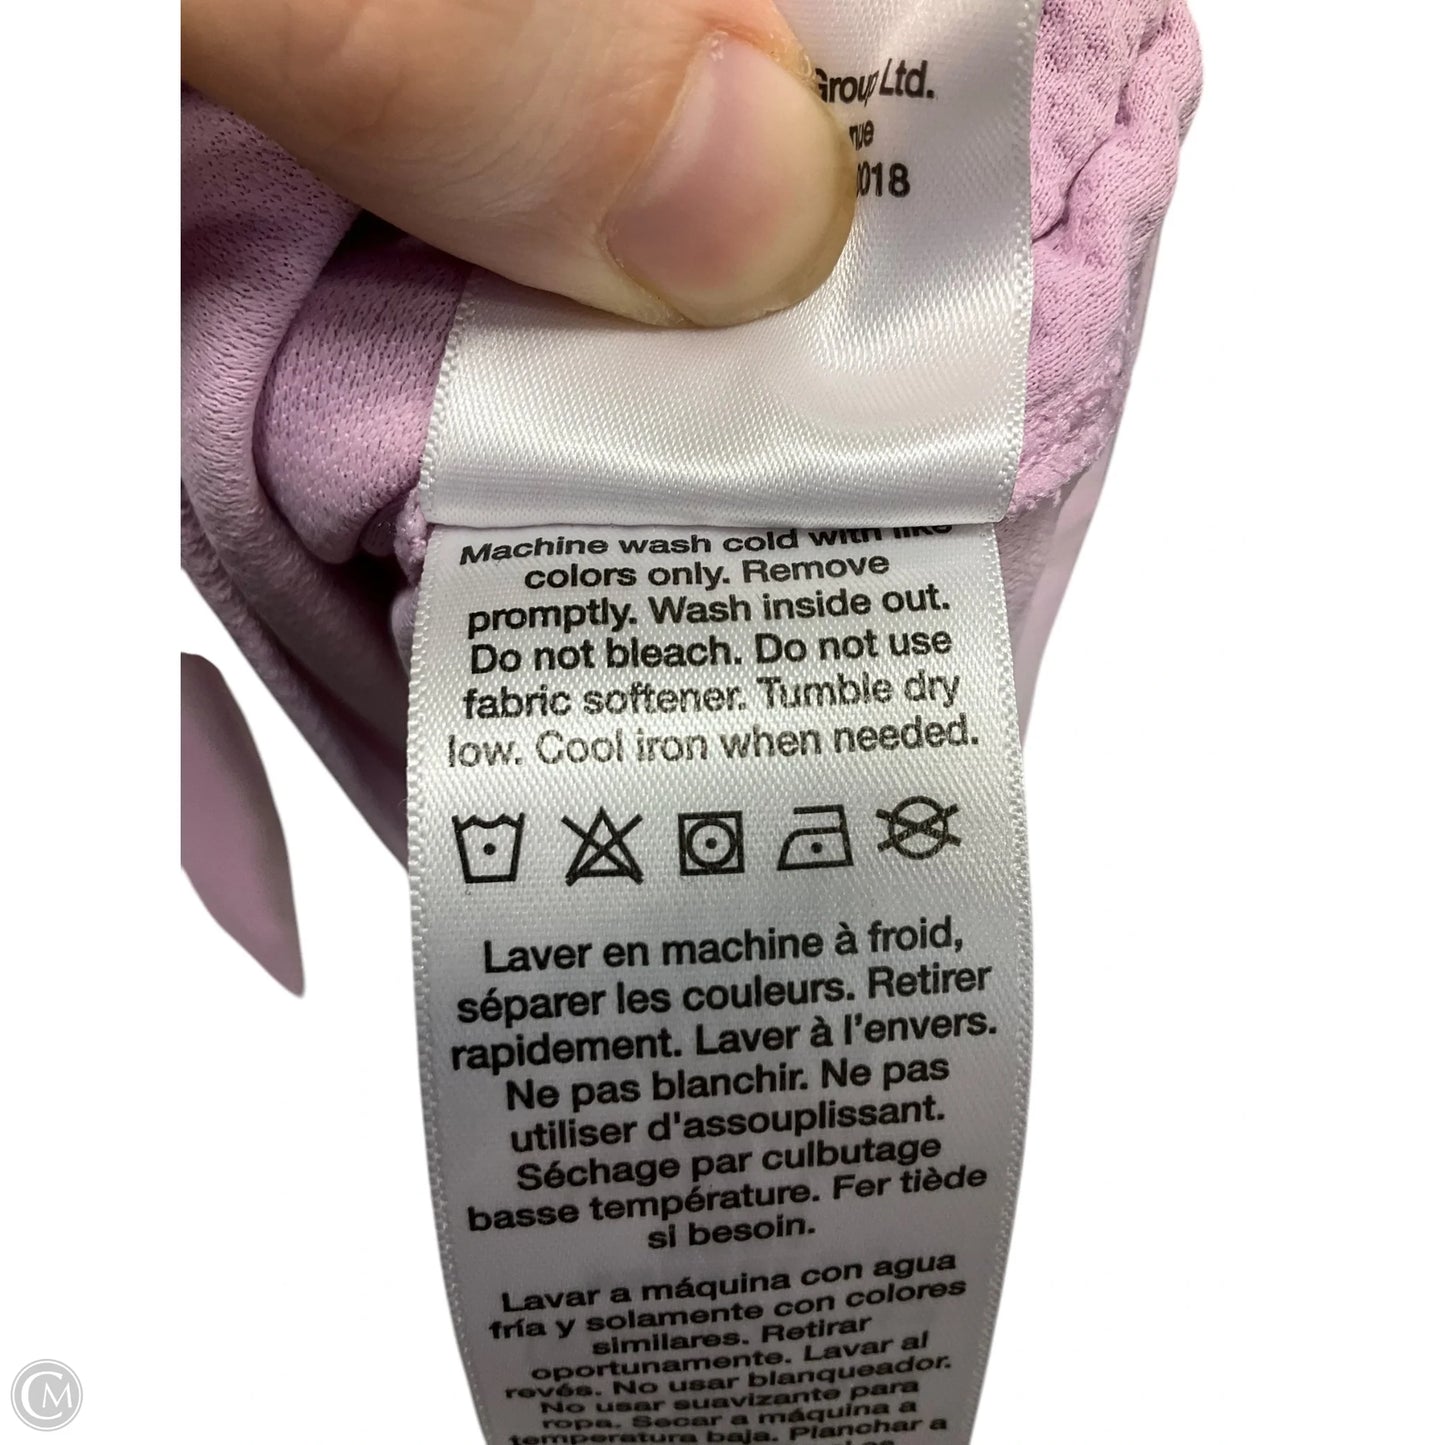 Group Ltd.
Machine wash cold with like
colors only. Remove
promptly. Wash inside out.
Do not bleach. Do not use
fabric softener. Tumble dry
low. Cool iron when needed.
Laver en machine à froid,
séparer les couleurs. Retirer
rapidement. Laver à l'envers.
Ne pas blanchir. Ne pas
utiliser d'assouplissant.
Séchage par culbutage
basse température. Fer tiède
si besoin.
Lavar a máquina con agua
fría y solamente con colores
similares. Retirar
oportunamente. Lavar al
revés. No usar blanqueador.
No usar suavizante para
ropa. Secar a máquina a
temperatura baja. Planchar a
CM